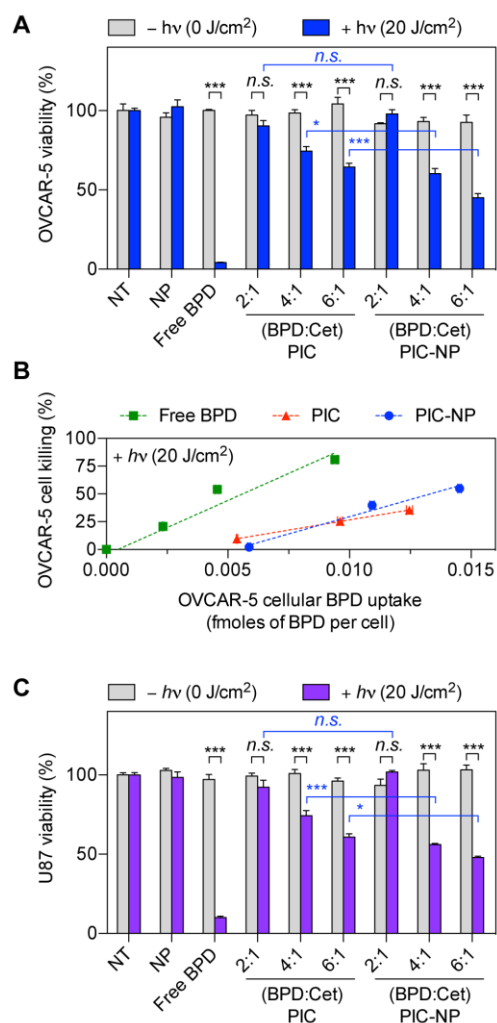 A
– hν (0 J/cm²)
+ hν (20 J/cm²)
OVCAR-5 viability (%)
100
50
0
n.s.
*** n.s. *** *** n.s. *** ***
*
***
NT NP Free BPD 2:1 4:1 6:1 2:1 4:1 6:1
(BPD:Cet) (BPD:Cet)
PIC PIC-NP
B
Free BPD PIC PIC-NP
+ hν (20 J/cm²)
OVCAR-5 cell killing (%)
100
75
50
25
0
0.000 0.005 0.010 0.015
OVCAR-5 cellular BPD uptake
(fmoles of BPD per cell)
C
– hν (0 J/cm²)
+ hν (20 J/cm²)
U87 viability (%)
100
50
0
n.s.
*** n.s. *** *** n.s. *** ***
***
*
NT NP Free BPD 2:1 4:1 6:1 2:1 4:1 6:1
(BPD:Cet) (BPD:Cet)
PIC PIC-NP